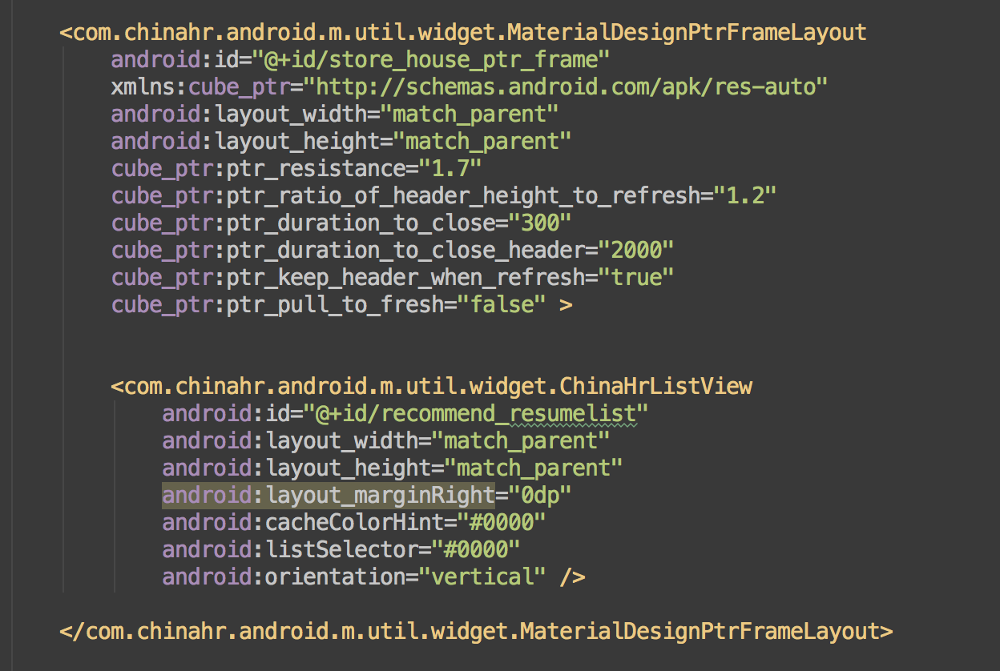 <com.chinahr.android.m.util.widget.MaterialDesignPtrFrameLayout
android:id="@+id/store_house_ptr_frame"
xmlns:cube_ptr="http://schemas.android.com/apk/res-auto"
android:layout_width="match_parent"
android:layout_height="match_parent"
cube_ptr:ptr_resistance="1.7"
cube_ptr:ptr_ratio_of_header_height_to_refresh="1.2"
cube_ptr:ptr_duration_to_close="300"
cube_ptr:ptr_duration_to_close_header="2000"
cube_ptr:ptr_keep_header_when_refresh="true"
cube_ptr:ptr_pull_to_fresh="false" >
<com.chinahr.android.m.util.widget.ChinaHrListView
android:id="@+id/recommend_resumelist"
android:layout_width="match_parent"
android:layout_height="match_parent"
android:layout_marginRight="0dp"
android:cacheColorHint="#0000"
android:listSelector="#0000"
android:orientation="vertical" />
</com.chinahr.android.m.util.widget.MaterialDesignPtrFrameLayout>